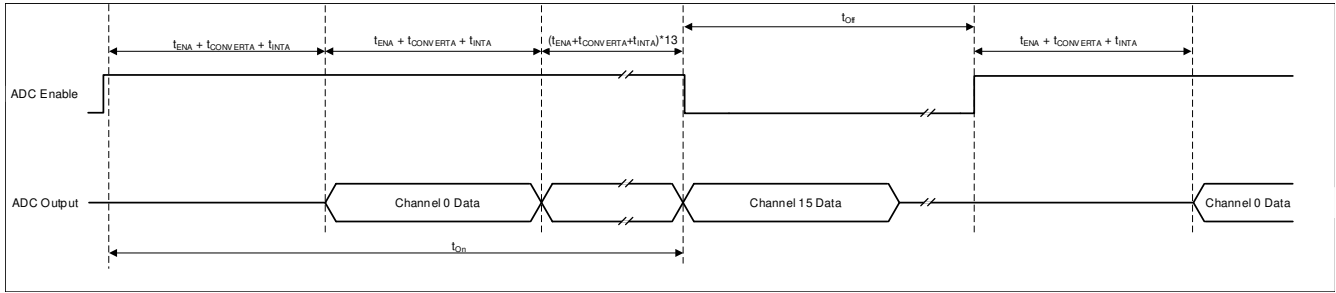 tOff
tENA + tCONVERTA + tINTA
tENA + tCONVERTA + tINTA
(tENA+tCONVERTA+tINTA)*13
tENA + tCONVERTA + tINTA
ADC Enable
ADC Output
Channel 0 Data
Channel 15 Data
Channel 0 Data
tOn